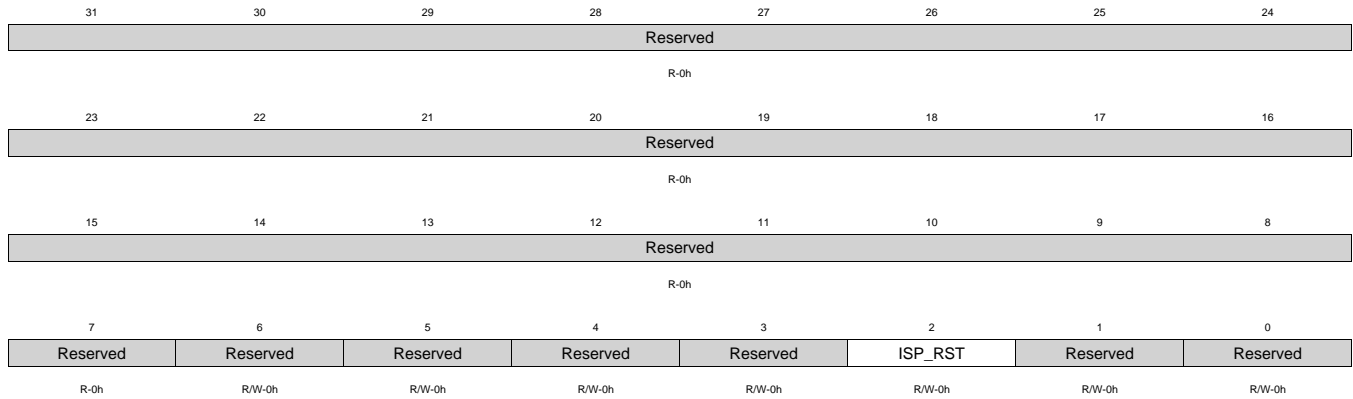 31 30 29 28 27 26 25 24
Reserved
R-0h
23 22 21 20 19 18 17 16
Reserved
R-0h
15 14 13 12 11 10 9 8
Reserved
R-0h
7 6 5 4 3 2 1 0
Reserved Reserved Reserved Reserved Reserved ISP_RST Reserved Reserved
R-0h R/W-0h R/W-0h R/W-0h R/W-0h R/W-0h R/W-0h R/W-0h